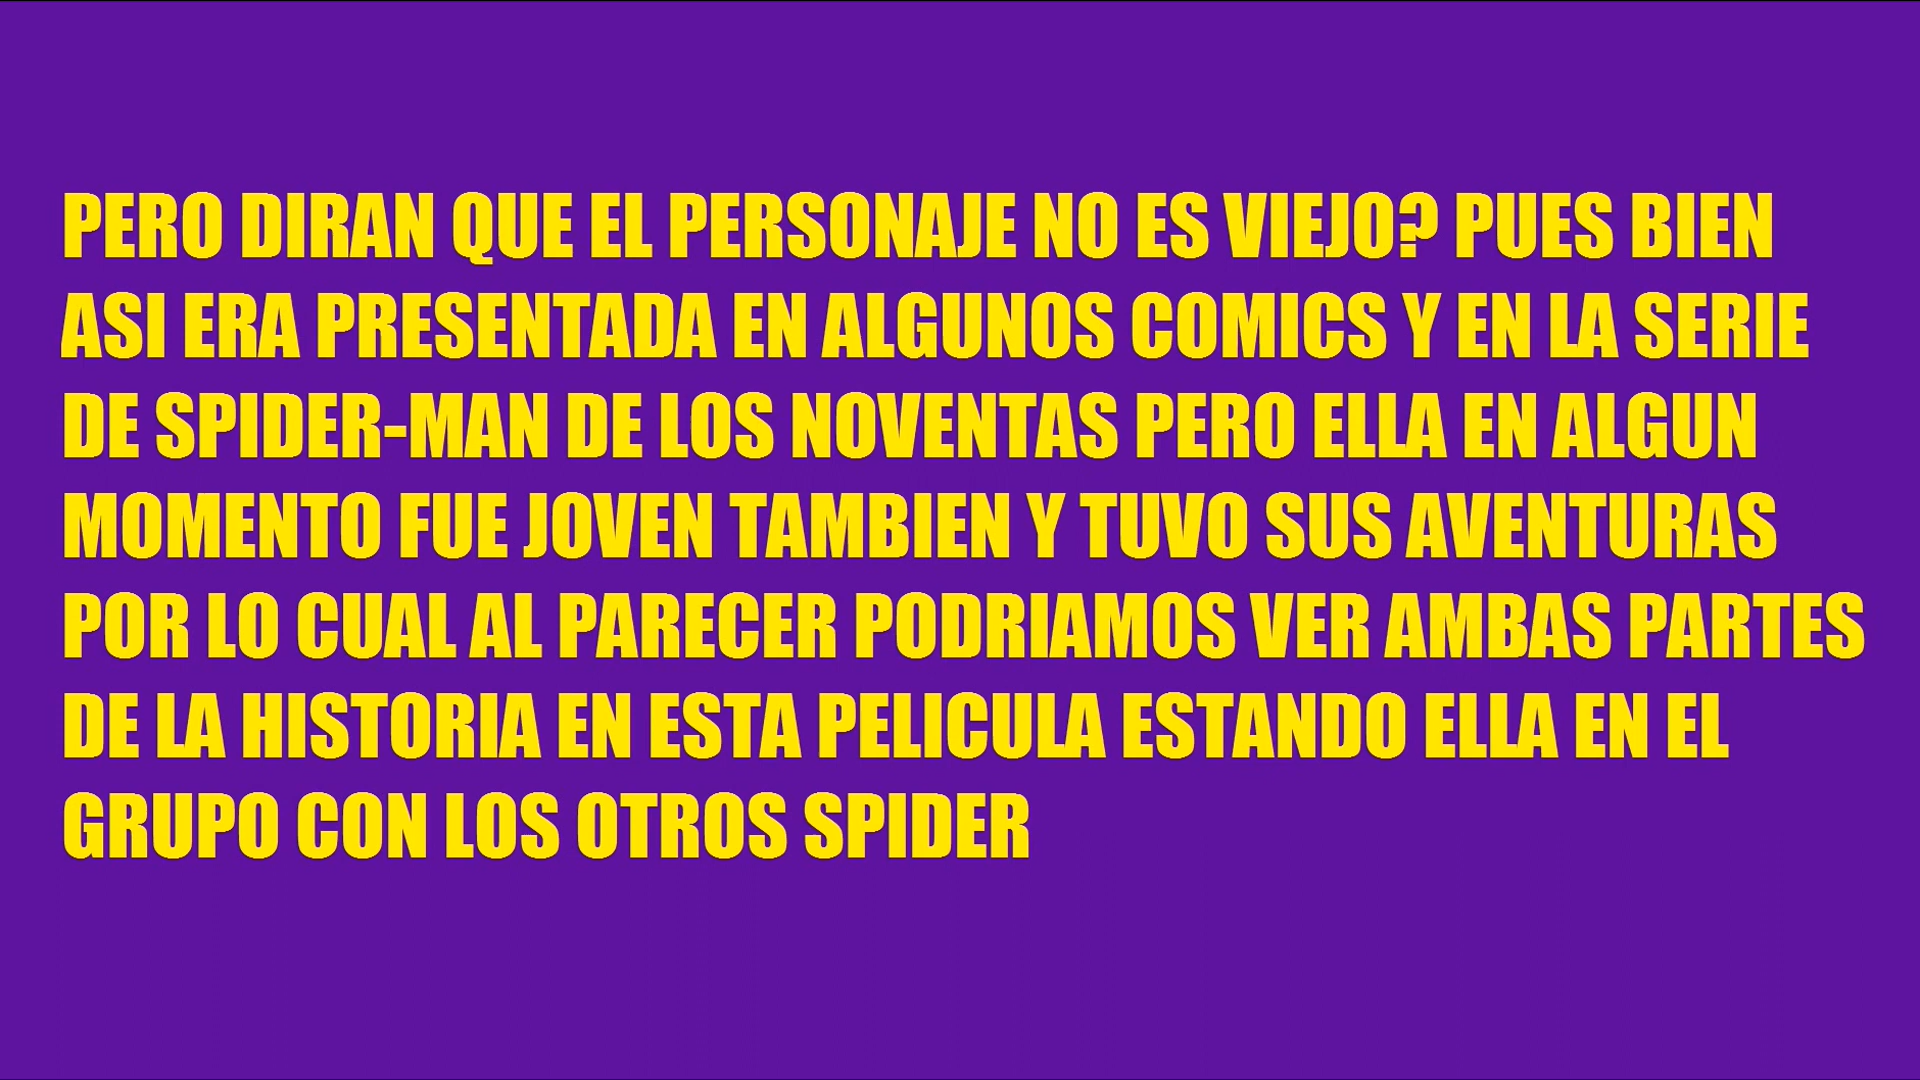 PERO DIRAN QUE EL PERSONAJE NO ES VIEJO? PUES BIEN
ASI ERA PRESENTADA EN ALGUNOS COMICS Y EN LA SERIE
DE SPIDER-MAN DE LOS NOVENTAS PERO ELLA EN ALGUN
MOMENTO FUE JOVEN TAMBIEN Y TUVO SUS AVENTURAS
POR LO CUAL AL PARECER PODRIAMOS VER AMBAS PARTES
DE LA HISTORIA EN ESTA PELICULA ESTANDO ELLA EN EL
GRUPO CON LOS OTROS SPIDER